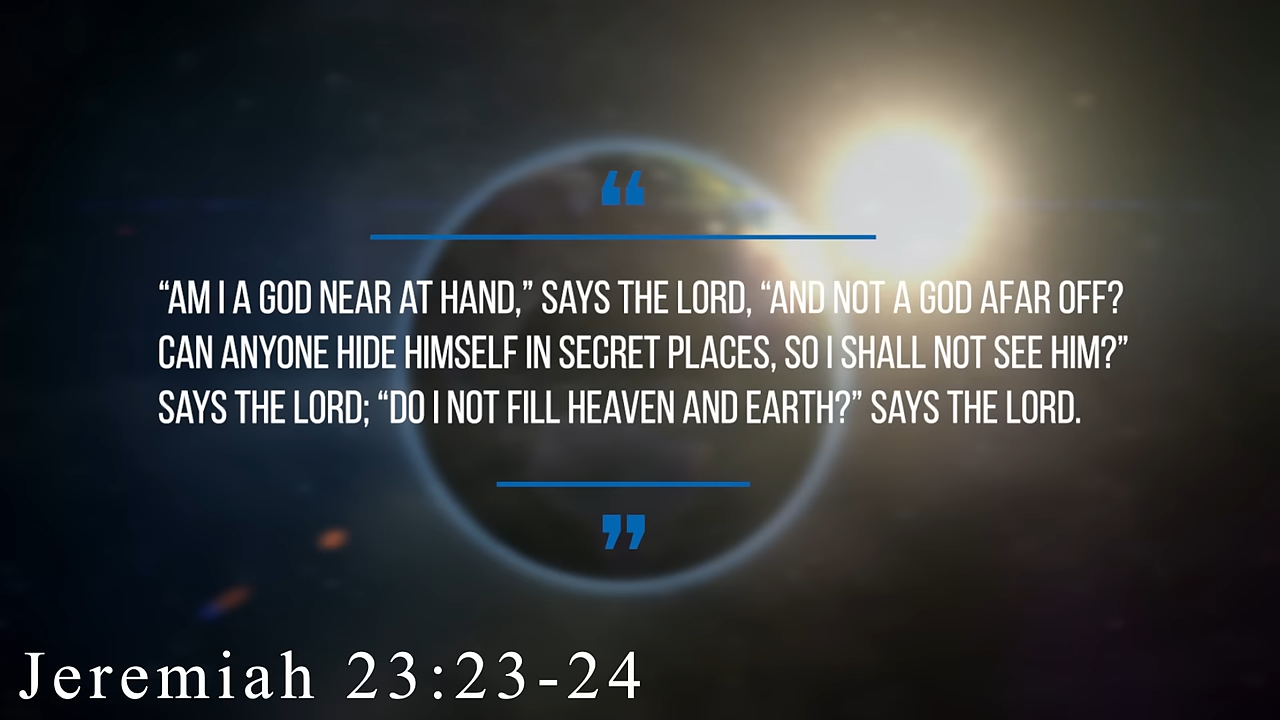 “
“AM I A GOD NEAR AT HAND,” SAYS THE LORD, “AND NOT A GOD AFAR OFF?
CAN ANYONE HIDE HIMSELF IN SECRET PLACES, SO I SHALL NOT SEE HIM?”
SAYS THE LORD; “DO I NOT FILL HEAVEN AND EARTH?” SAYS THE LORD.
”
Jeremiah 23:23-24